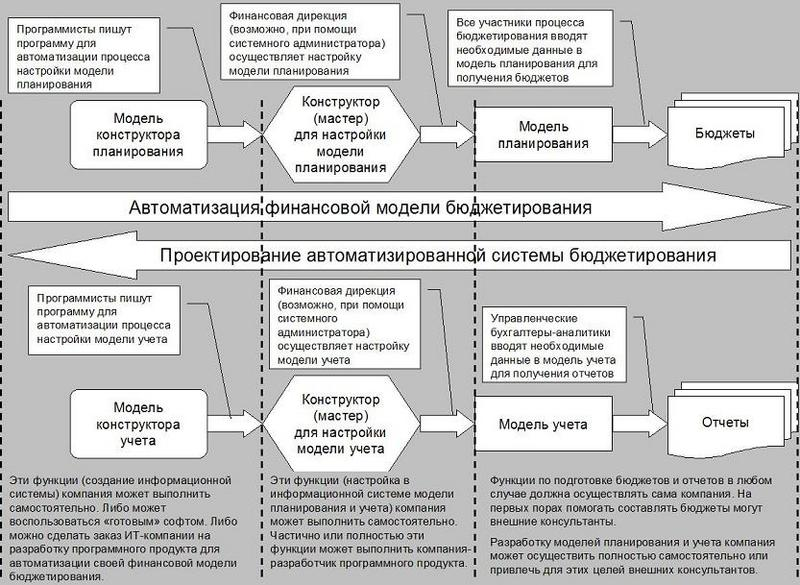 Программисты пишут
программу для
автоматизации процесса
настройки модели
планирования
Финансовая дирекция
(возможно, при помощи
системного администратора)
осуществляет настройку
модели планирования
Все участники процесса
бюджетирования вводят
необходимые данные в
модель планирования для
получения бюджетов
Модель
конструктора
планирования
Конструктор
(мастер)
для настройки
модели
планирования
Модель
планирования
Бюджеты
Автоматизация финансовой модели бюджетирования
Проектирование автоматизированной системы бюджетирования
Программисты пишут
программу для
автоматизации процесса
настройки модели учета
Финансовая дирекция
(возможно, при помощи
системного
администратора)
осуществляет настройку
модели учета
Управленческие
бухгалтеры-аналитики
вводят необходимые
данные в модель учета
для получения отчетов
Модель
конструктора
учета
Конструктор
(мастер)
для настройки
модели учета
Модель учета
Отчеты
Эти функции (создание информационной
системы) компания может выполнить
самостоятельно. Либо может
воспользоваться «готовым» софтом. Либо
можно сделать заказ ИТ-компании на
разработку программного продукта для
автоматизации своей финансовой модели
бюджетирования.
Эти функции (настройка в
информационной системе модели
планирования и учета) компания
может выполнить самостоятельно.
Частично или полностью эти
функции может выполнить компания-
разработчик программного продукта.
Функции по подготовке бюджетов и отчетов в любом
случае должна осуществлять сама компания. На
первых порах помогать составлять бюджеты могут
внешние консультанты.
Разработку моделей планирования и учета компания
может осуществить полностью самостоятельно или
привлечь для этих целей внешних консультантов.